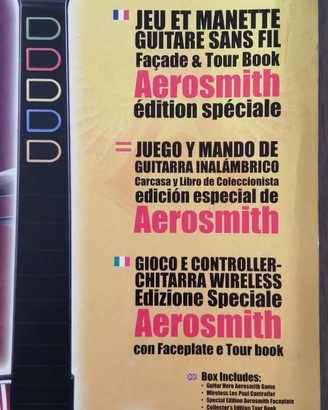 JEU ET MANETTE
GUITARE SANS FIL
Façade & Tour Book
Aerosmith
édition spéciale
JUEGO Y MANDO DE
GUITARRA INALÁMBRICO
Carcasa y Libro de Coleccionista
edición especial de
Aerosmith
GIOCO E CONTROLLER-
CHITARRA WIRELESS
Edizione Speciale
Aerosmith
con Faceplate e Tour book
Box Includes:
• Guitar Hero Aerosmith Game
• Wireless Les Paul Controller
• Special Edition Aerosmith Faceplate
• Collector's Edition Tour Book